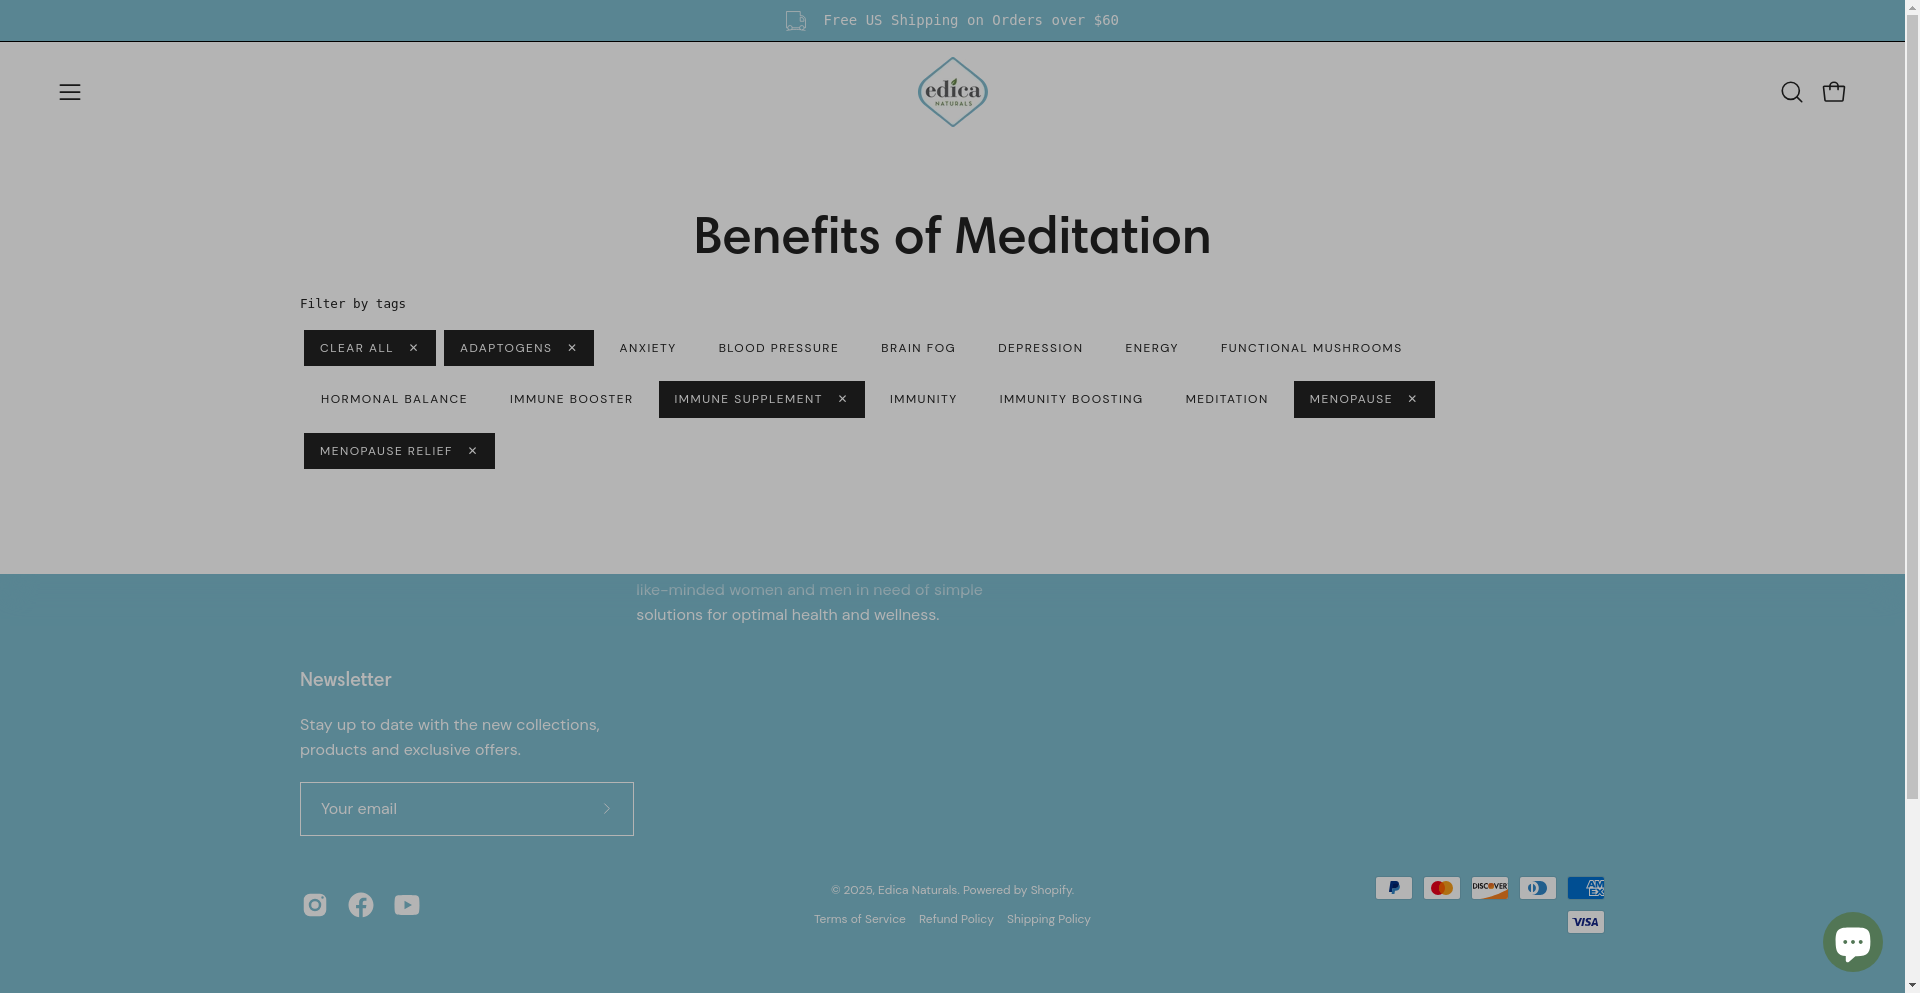 Free US Shipping on Orders over $60
edica
NATURALS
Benefits of Meditation
Filter by tags
CLEAR ALL ✕ ADAPTOGENS ✕ ANXIETY BLOOD PRESSURE BRAIN FOG DEPRESSION ENERGY FUNCTIONAL MUSHROOMS
HORMONAL BALANCE IMMUNE BOOSTER IMMUNE SUPPLEMENT ✕ IMMUNITY IMMUNITY BOOSTING MEDITATION MENOPAUSE ✕
MENOPAUSE RELIEF ✕
like-minded women and men in need of simple
solutions for optimal health and wellness.
Newsletter
Stay up to date with the new collections,
products and exclusive offers.
Your email
© 2025, Edica Naturals. Powered by Shopify.
Terms of Service Refund Policy Shipping Policy
DISCOVER
AM
EX
VISA